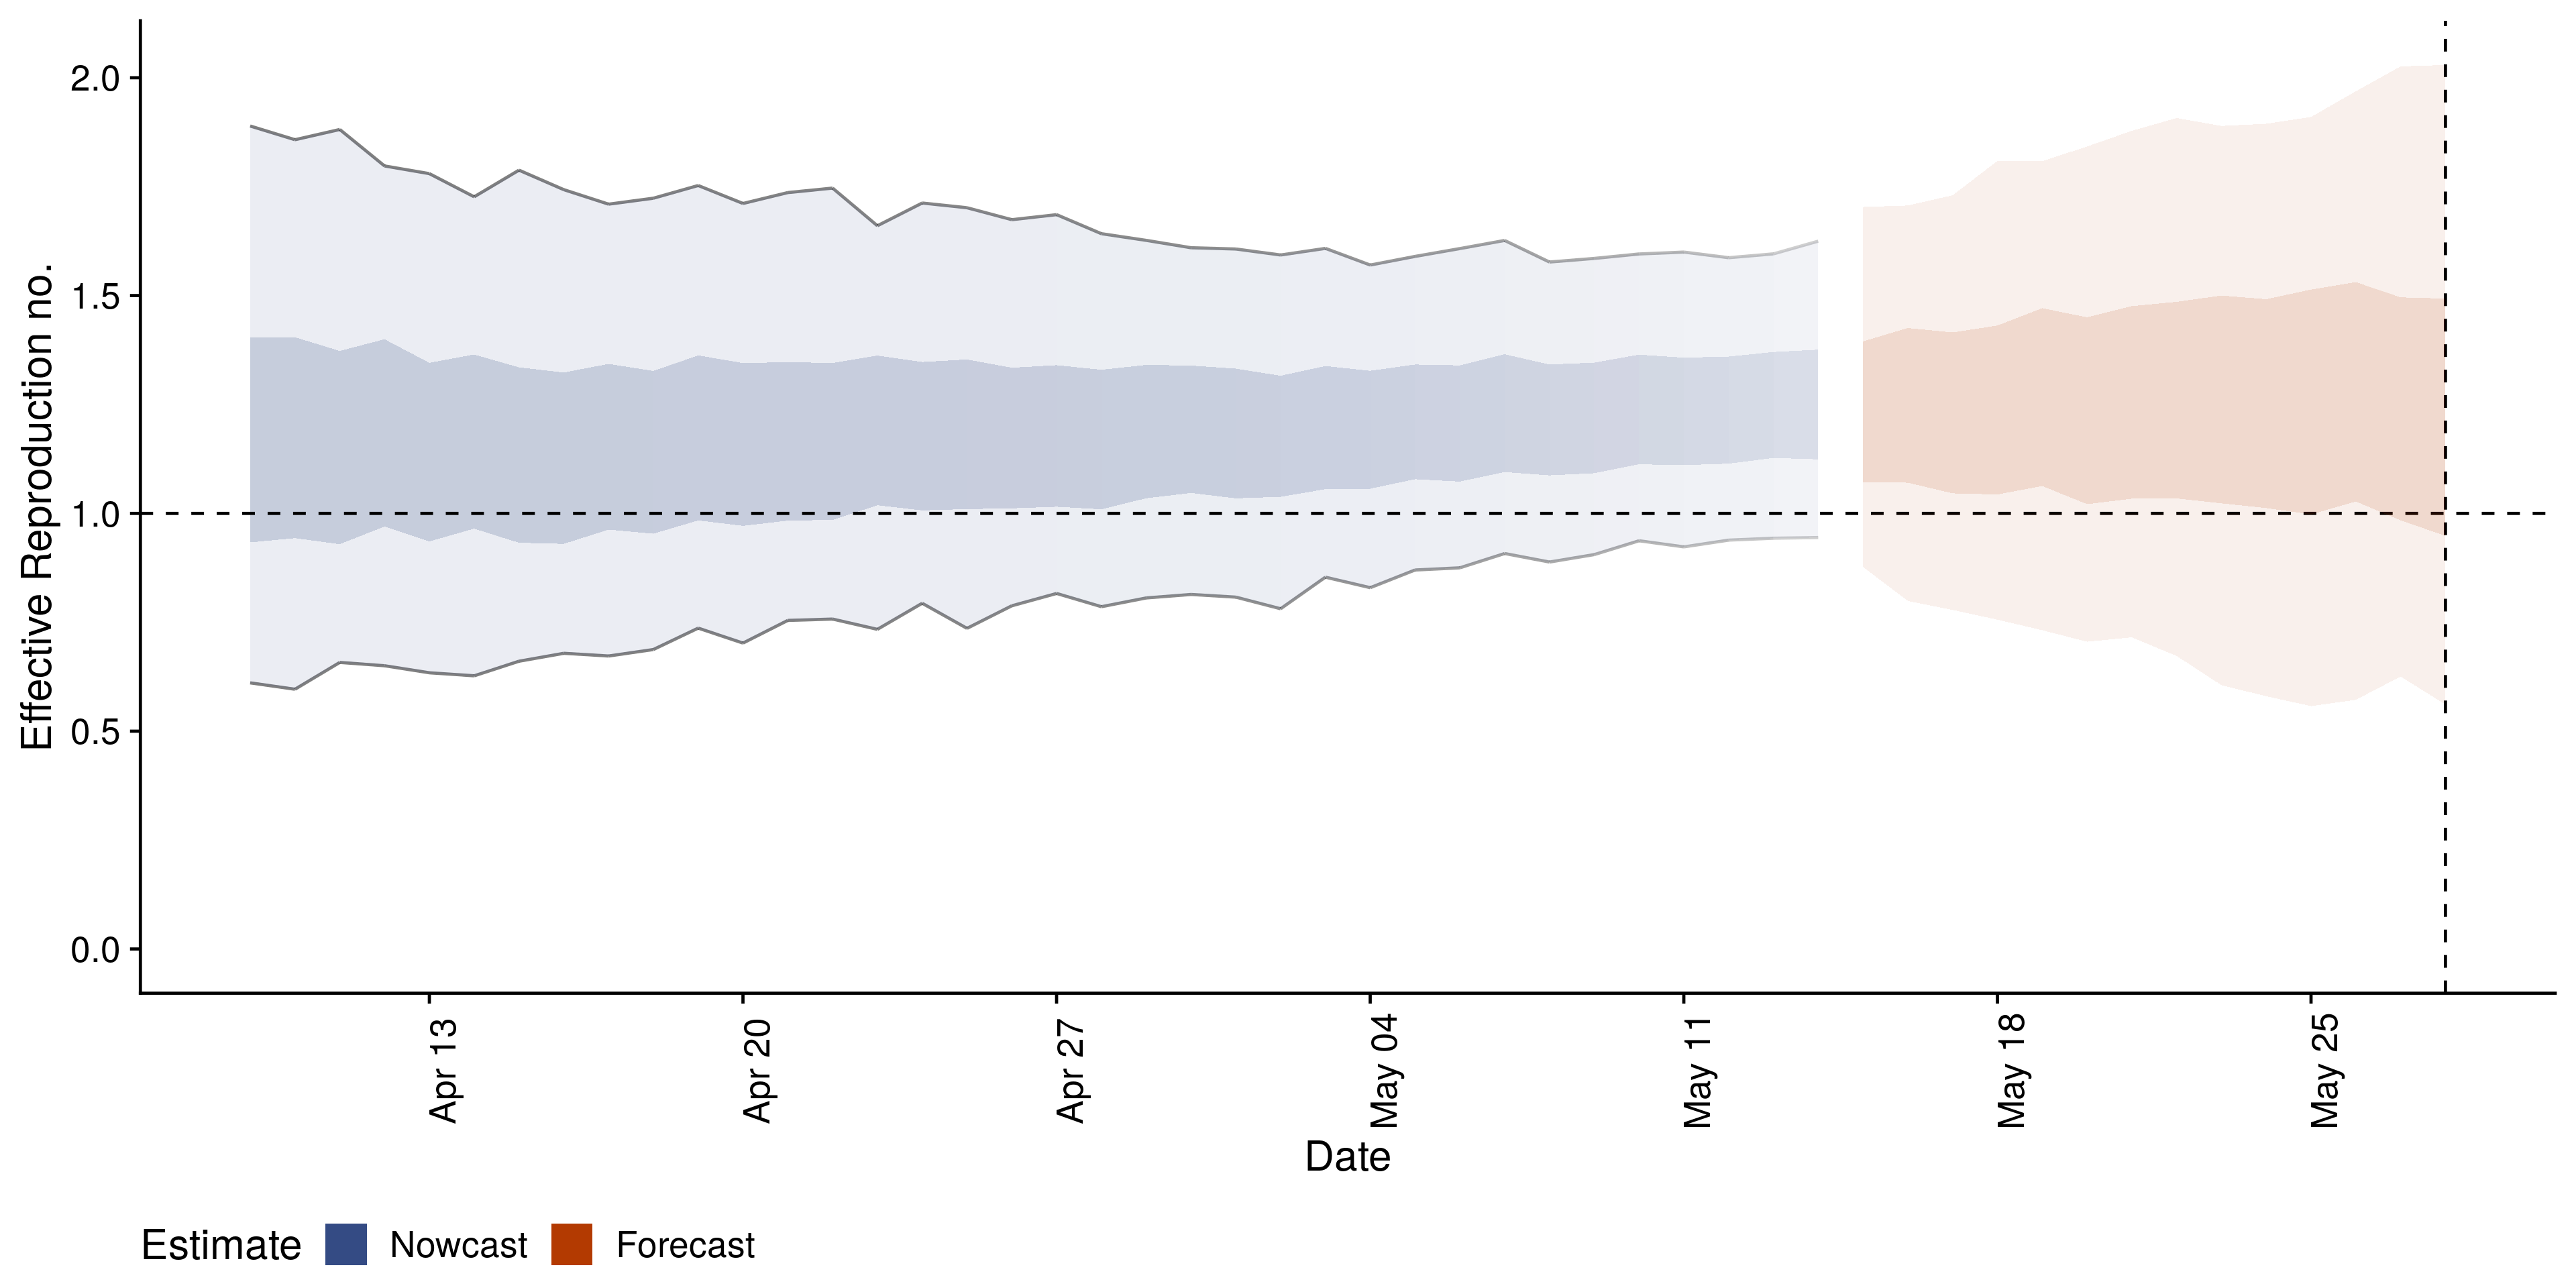 Effective Reproduction no.
2.0
1.5
1.0
0.5
0.0
Apr 13
Apr 20
Apr 27
May 04
May 11
May 18
May 25
Date
Estimate Nowcast Forecast